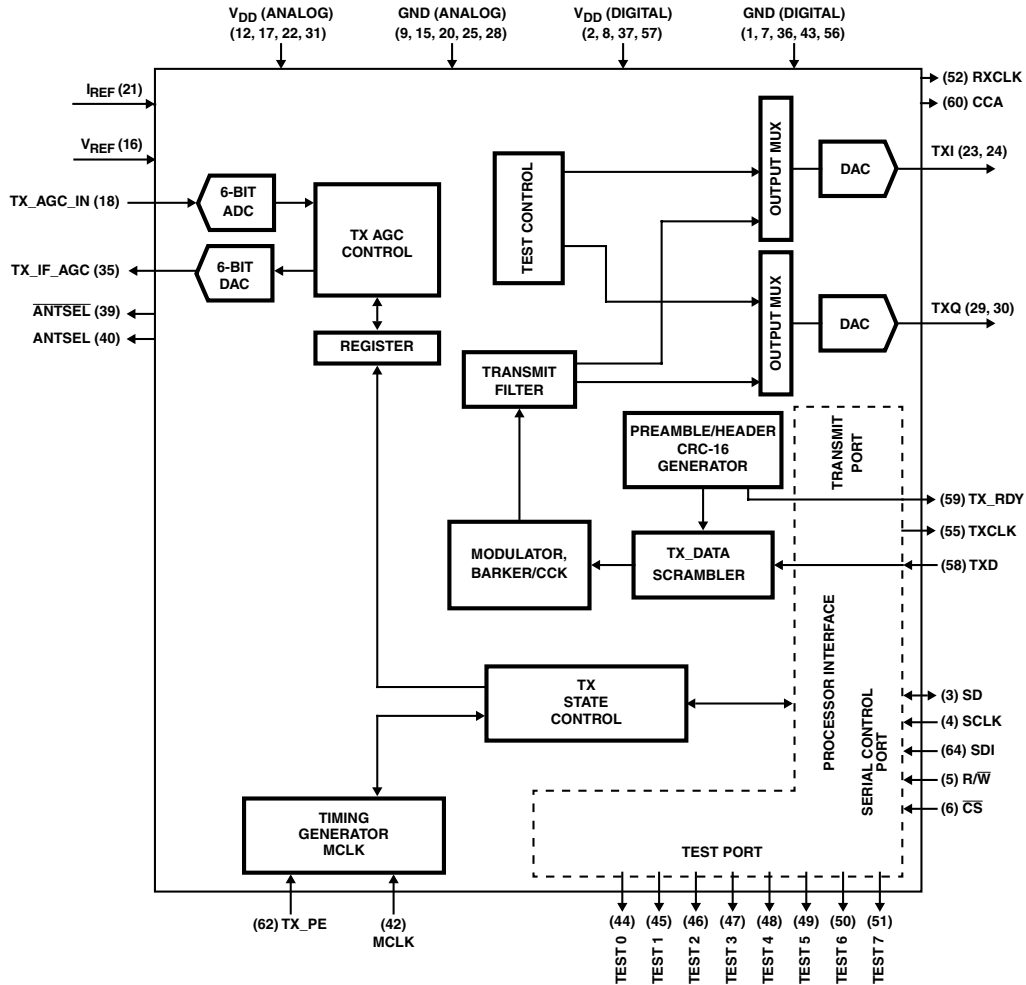 VDD (ANALOG)
(12, 17, 22, 31)
GND (ANALOG)
(9, 15, 20, 25, 28)
VDD (DIGITAL)
(2, 8, 37, 57)
GND (DIGITAL)
(1, 7, 36, 43, 56)
IREF (21)
VREF (16)
TX_AGC_IN (18)
TX_IF_AGC (35)
A̅N̅T̅S̅E̅L̅ (39)
ANTSEL (40)
6-BIT
ADC
6-BIT
DAC
TX AGC
CONTROL
REGISTER
TEST CONTROL
OUTPUT MUX
DAC
OUTPUT MUX
DAC
(52) RXCLK
(60) CCA
TXI (23, 24)
TXQ (29, 30)
TRANSMIT
FILTER
PREAMBLE/HEADER
CRC-16
GENERATOR
TRANSMIT
PORT
(59) TX_RDY
(55) TXCLK
(58) TXD
MODULATOR,
BARKER/CCK
TX_DATA
SCRAMBLER
TX
STATE
CONTROL
PROCESSOR INTERFACE
SERIAL CONTROL
PORT
(3) SD
(4) SCLK
(64) SDI
(5) R/W̅
(6) C̅S̅
TIMING
GENERATOR
MCLK
TEST PORT
(62) TX_PE
(42)
MCLK
(44)
TEST 0
(45)
TEST 1
(46)
TEST 2
(47)
TEST 3
(48)
TEST 4
(49)
TEST 5
(50)
TEST 6
(51)
TEST 7